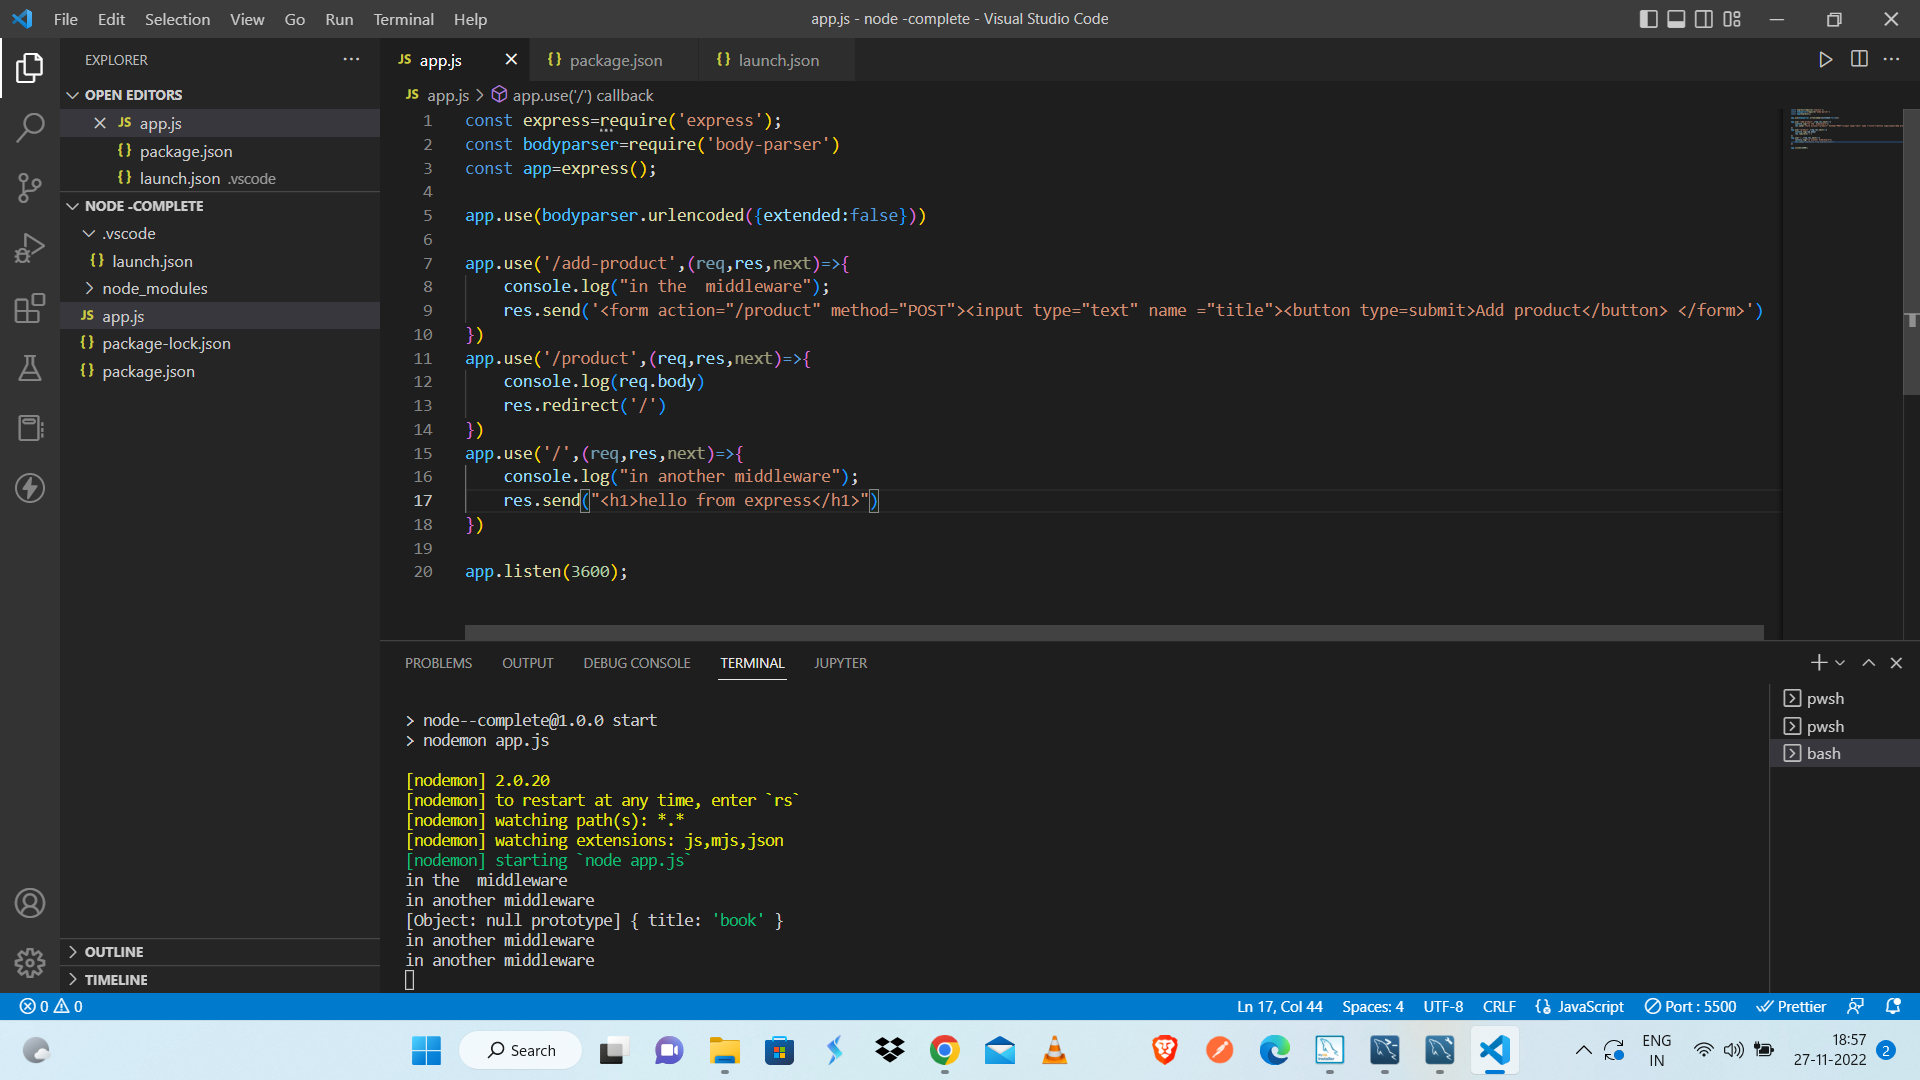 File Edit Selection View Go Run Terminal Help
app.js - node -complete - Visual Studio Code
EXPLORER
OPEN EDITORS
JS app.js
{} package.json
{} launch.json .vscode
NODE -COMPLETE
.vscode
{} launch.json
node_modules
JS app.js
{} package-lock.json
{} package.json
OUTLINE
TIMELINE
JS app.js {} package.json {} launch.json
JS app.js > app.use('/') callback
1 const express=require('express');
2 const bodyparser=require('body-parser')
3 const app=express();
4
5 app.use(bodyparser.urlencoded({extended:false}))
6
7 app.use('/add-product',(req,res,next)=>{
8     console.log("in the  middleware");
9     res.send('<form action="/product" method="POST"><input type="text" name ="title"><button type=submit>Add product</button> </form>')
10 })
11 app.use('/product',(req,res,next)=>{
12     console.log(req.body)
13     res.redirect('/')
14 })
15 app.use('/',(req,res,next)=>{
16     console.log("in another middleware");
17     res.send("<h1>hello from express</h1>")
18 })
19
20 app.listen(3600);
PROBLEMS OUTPUT DEBUG CONSOLE TERMINAL JUPYTER
> node--complete@1.0.0 start
> nodemon app.js
[nodemon] 2.0.20
[nodemon] to restart at any time, enter `rs`
[nodemon] watching path(s): *.*
[nodemon] watching extensions: js,mjs,json
[nodemon] starting `node app.js`
in the  middleware
in another middleware
[Object: null prototype] { title: 'book' }
in another middleware
in another middleware
pwsh
pwsh
bash
0 0 Ln 17, Col 44 Spaces: 4 UTF-8 CRLF {} JavaScript Port : 5500 Prettier
Search
ENG
IN
18:57
27-11-2022
2